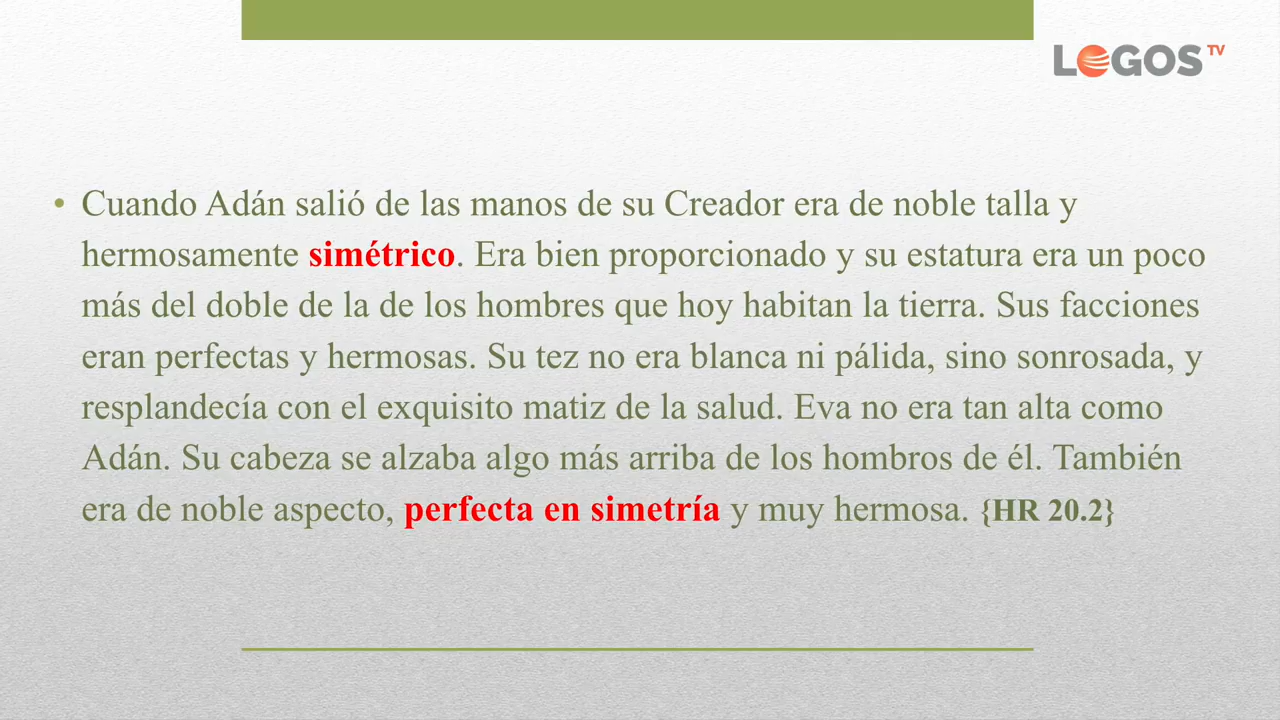 LOGOS TV
• Cuando Adán salió de las manos de su Creador era de noble talla y
hermosamente simétrico. Era bien proporcionado y su estatura era un poco
más del doble de la de los hombres que hoy habitan la tierra. Sus facciones
eran perfectas y hermosas. Su tez no era blanca ni pálida, sino sonrosada, y
resplandecía con el exquisito matiz de la salud. Eva no era tan alta como
Adán. Su cabeza se alzaba algo más arriba de los hombros de él. También
era de noble aspecto, perfecta en simetría y muy hermosa. {HR 20.2}